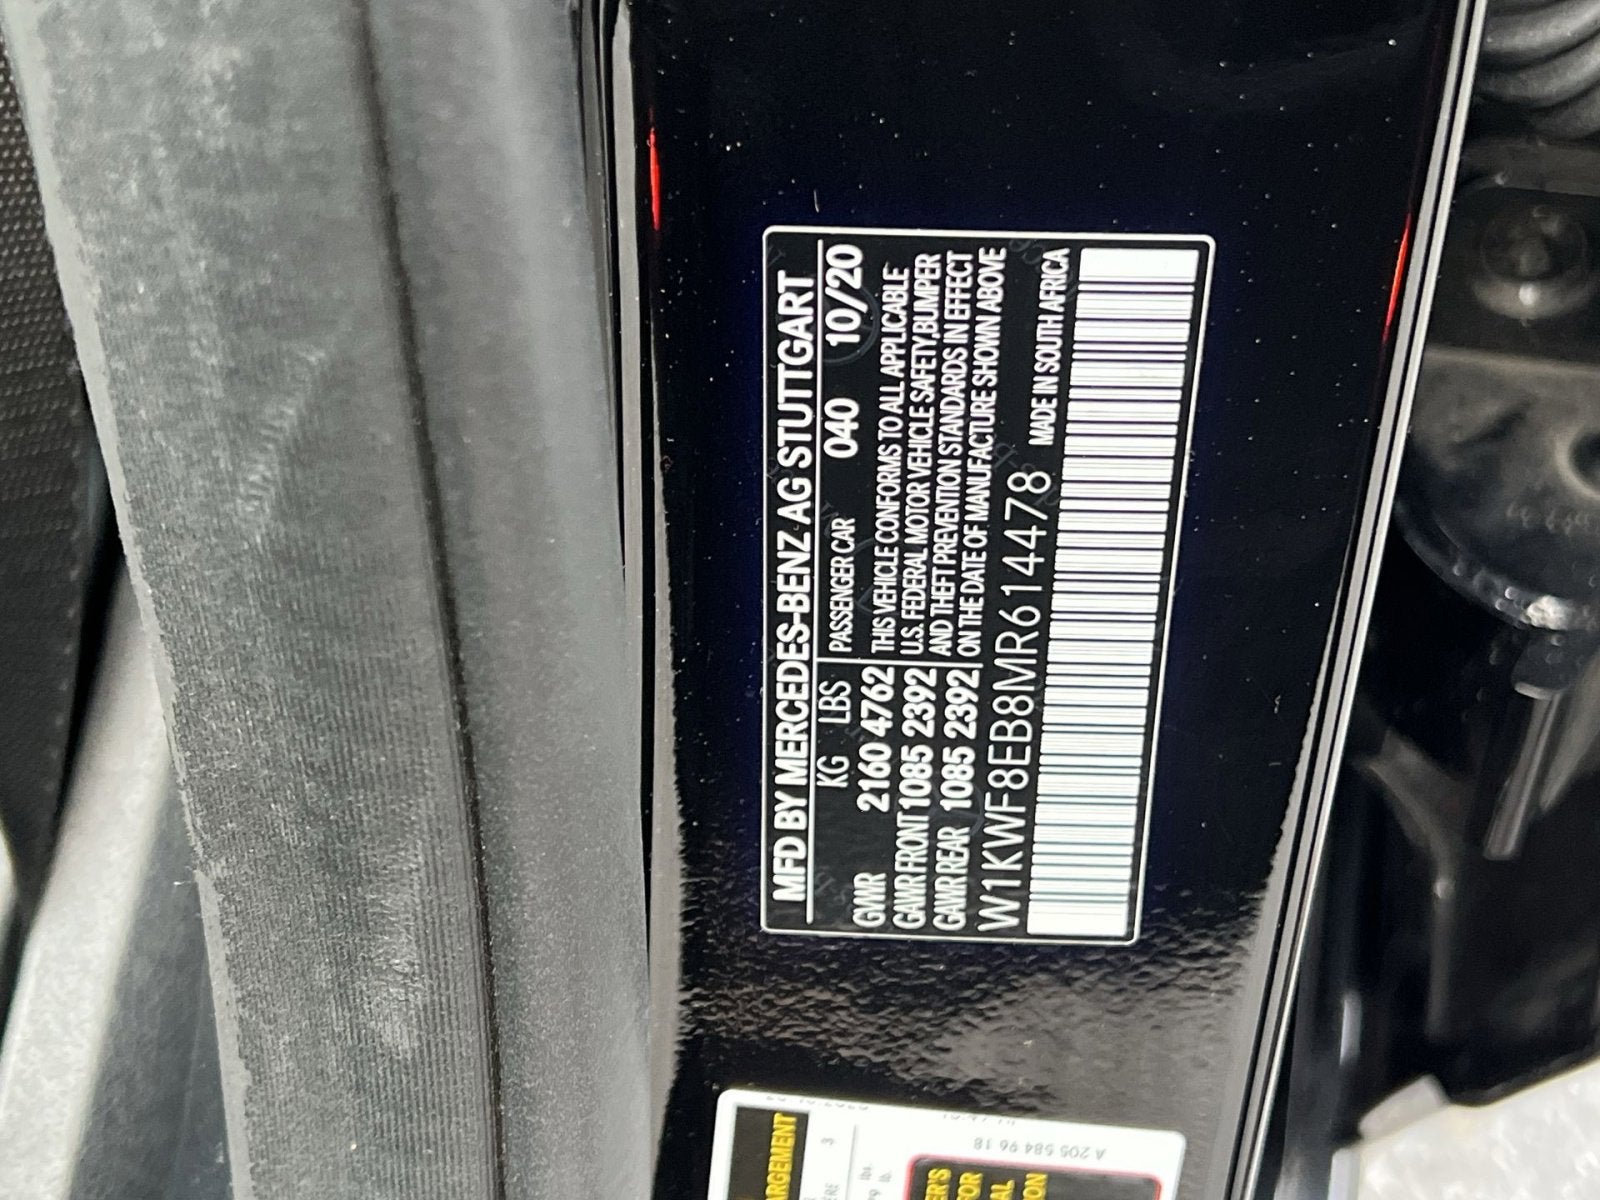 MFD BY MERCEDES-BENZ AG STUTTGART
KG LBS PASSENGER CAR 040 10/20
GVWR 2160 4762
GAWR FRONT 1085 2392
GAWR REAR 1085 2392
THIS VEHICLE CONFORMS TO ALL APPLICABLE
U.S. FEDERAL MOTOR VEHICLE SAFETY,BUMPER
AND THEFT PREVENTION STANDARDS IN EFFECT
ON THE DATE OF MANUFACTURE SHOWN ABOVE
W1KWF8EB8MR614478 MADE IN SOUTH AFRICA
A 205 584 96 18
3
lbs.
lb.